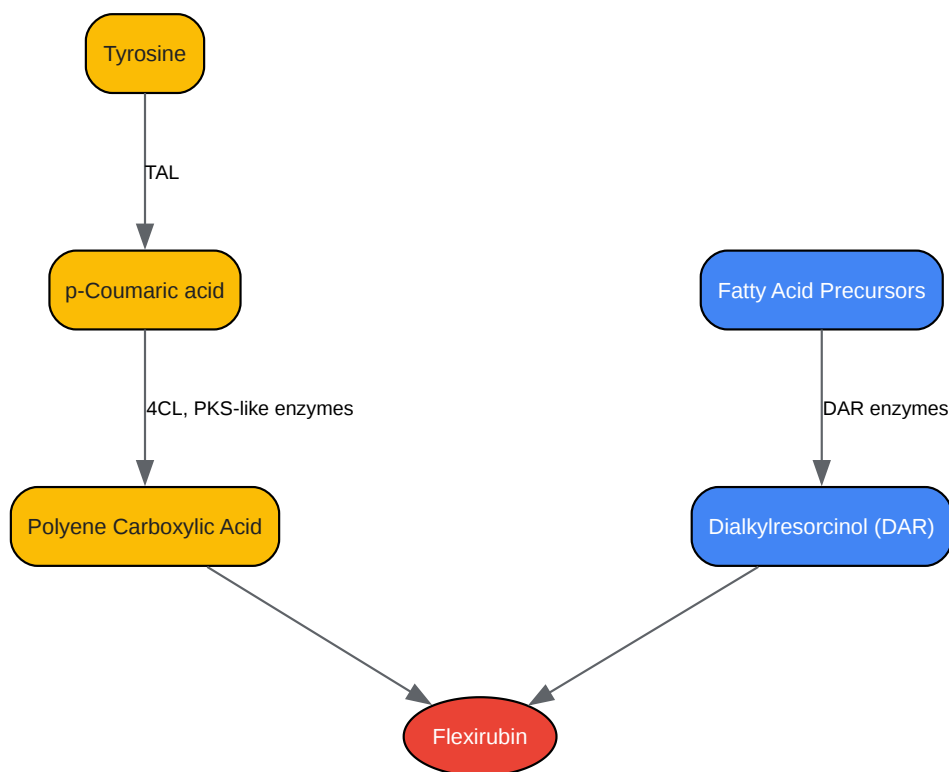 Tyrosine
TAL
p-Coumaric acid
Fatty Acid Precursors
4CL, PKS-like enzymes
DAR enzymes
Polyene Carboxylic Acid
Dialkylresorcinol (DAR)
Flexirubin